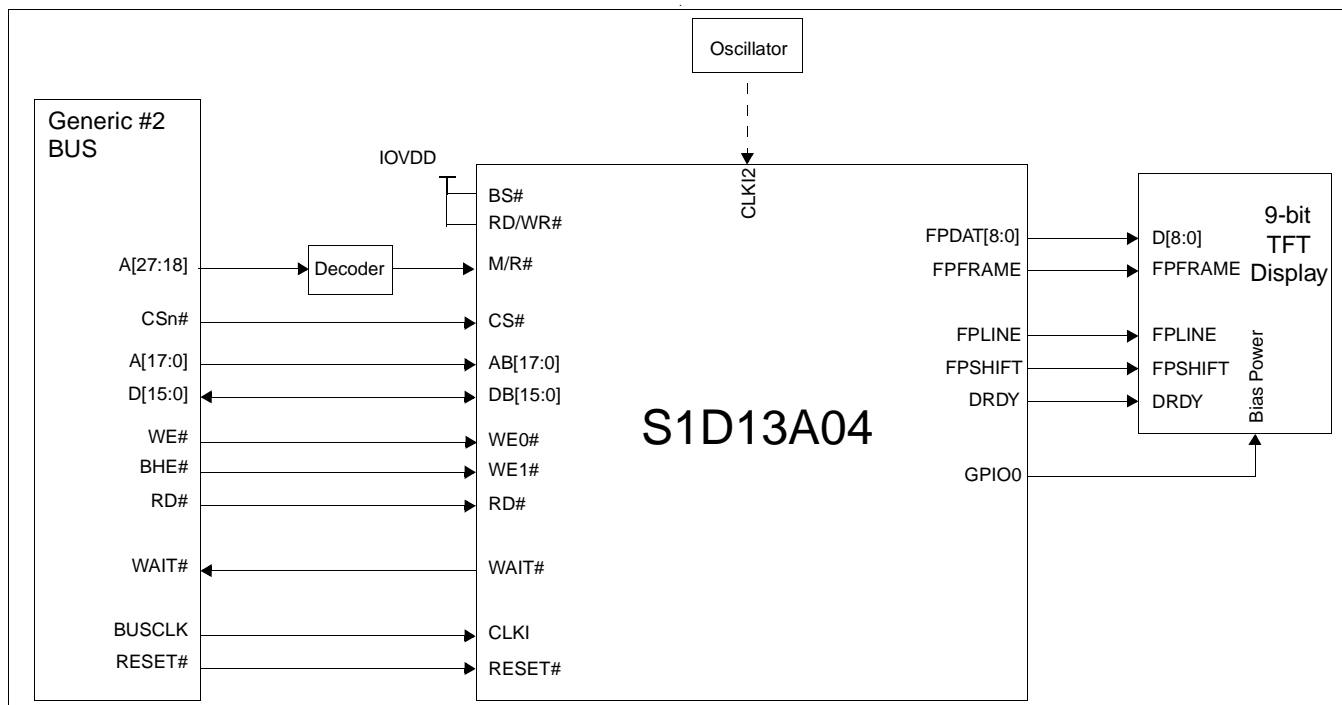 Oscillator
Generic #2
BUS
IOVDD
BS#
RD/WR#
CLKI2
A[27:18]
Decoder
M/R#
CSn#
CS#
A[17:0]
AB[17:0]
D[15:0]
DB[15:0]
WE#
WE0#
BHE#
WE1#
RD#
RD#
WAIT#
WAIT#
BUSCLK
CLKI
RESET#
RESET#
S1D13A04
FPDAT[8:0]
FPFRAME
FPLINE
FPSHIFT
DRDY
GPIO0
9-bit
TFT
Display
D[8:0]
FPFRAME
FPLINE
FPSHIFT
DRDY
Bias Power